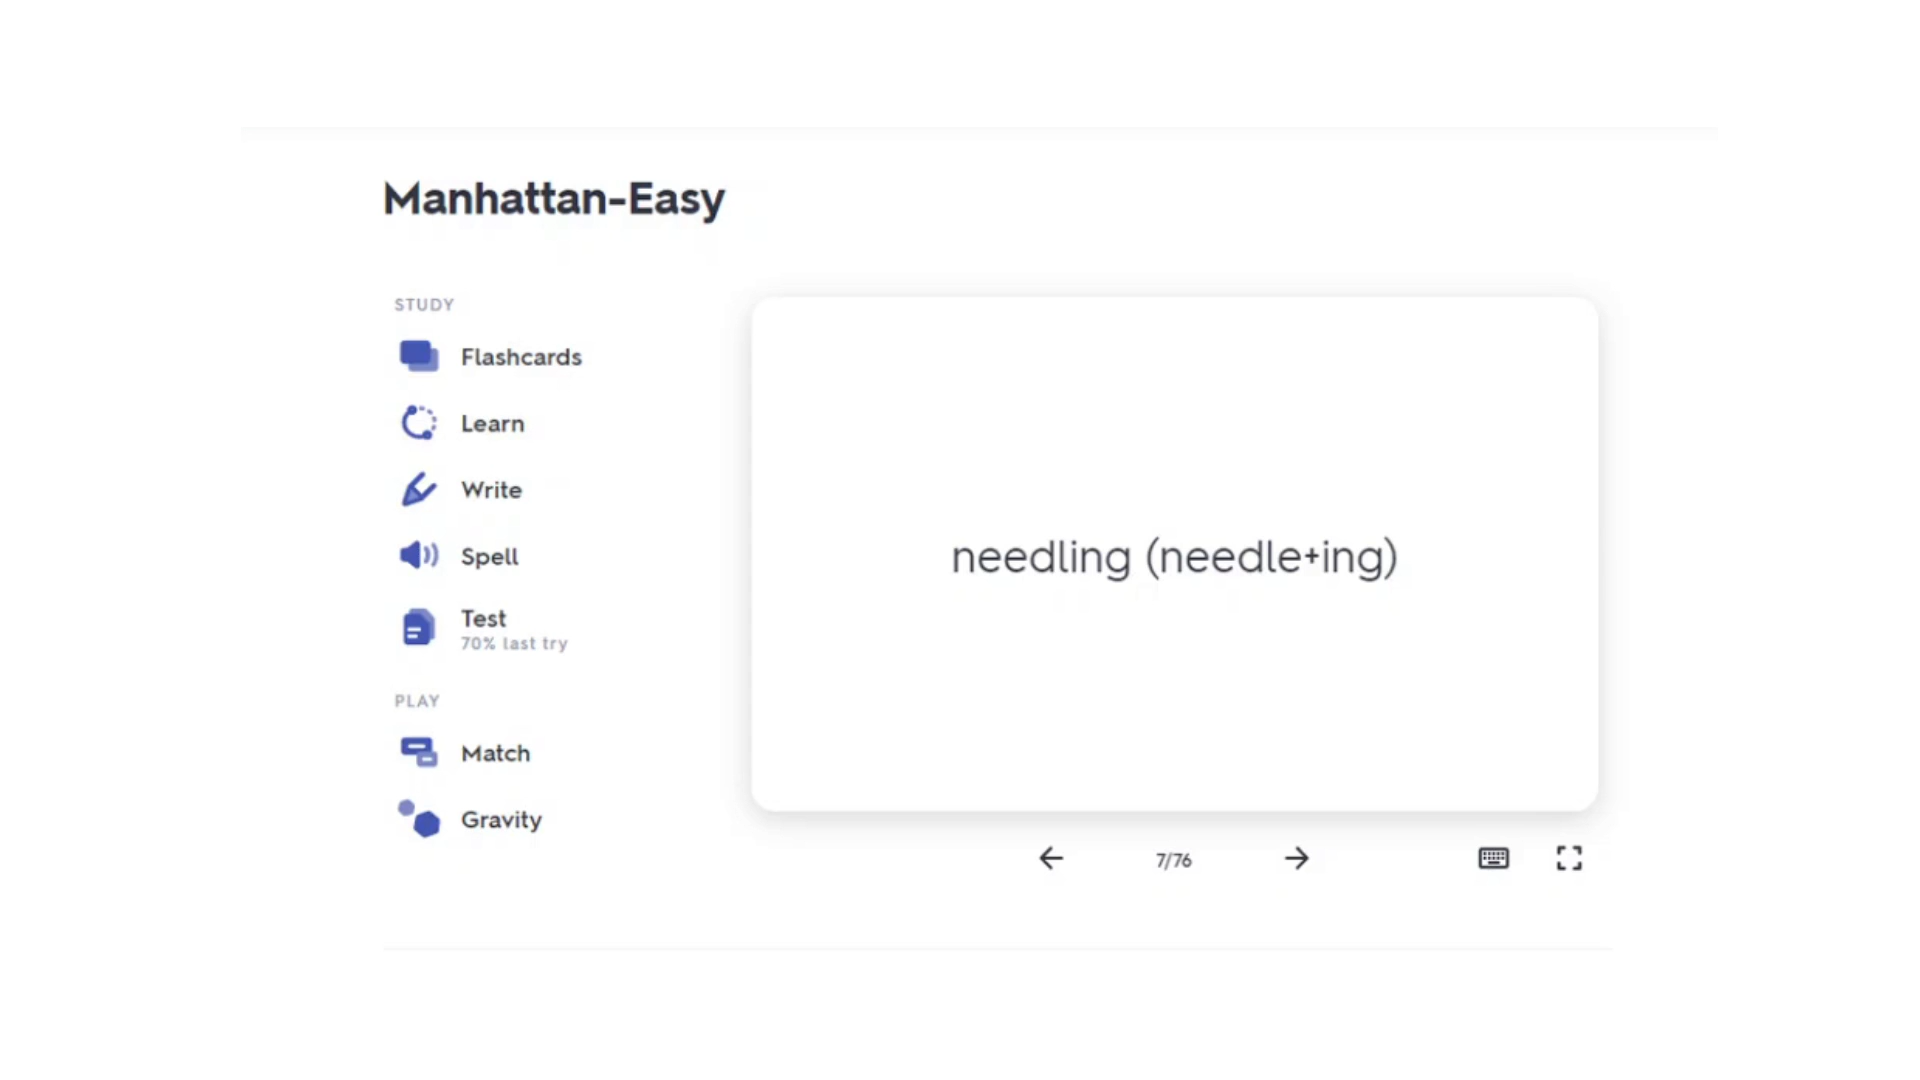 Manhattan-Easy
STUDY
Flashcards
Learn
Write
Spell
Test
70% last try
PLAY
Match
Gravity
needling (needle+ing)
7/76